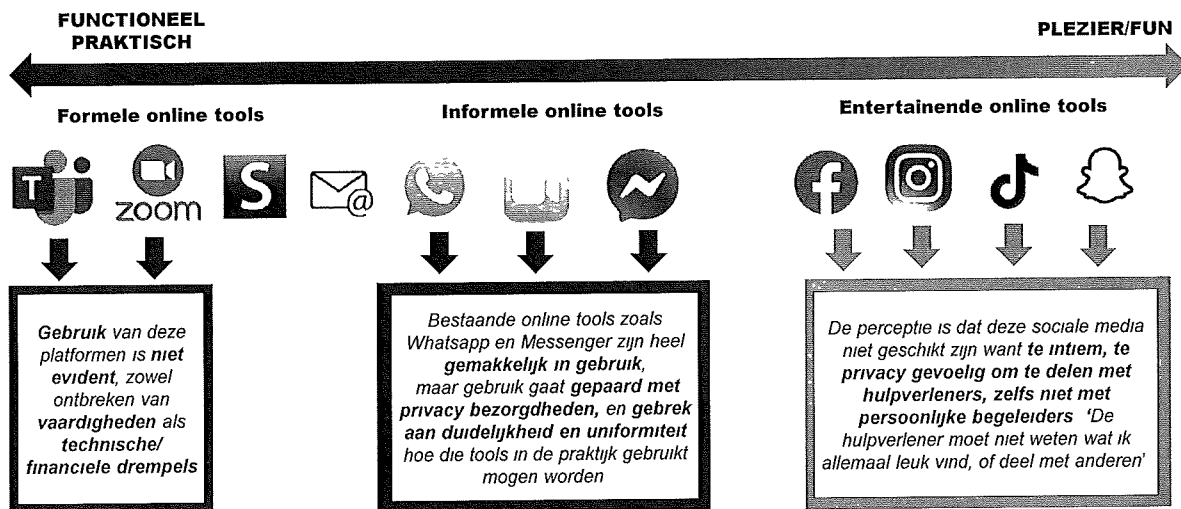 FUNCTIONEEL
PRAKTISCH
PLEZIER/FUN
Formele online tools
Informele online tools
Entertainende online tools
T
zoom
S
@
Gebruik van deze
platformen is niet
evident, zowel
ontbreken van
vaardigheden als
technische/
financiele drempels
Bestaande online tools zoals
Whatsapp en Messenger zijn heel
gemakkelijk in gebruik,
maar gebruik gaat gepaard met
privacy bezorgdheden, en gebrek
aan duidelijkheid en uniformiteit
hoe die tools in de praktijk gebruikt
mogen worden
De perceptie is dat deze sociale media
niet geschikt zijn want te intiem, te
privacy gevoelig om te delen met
hulpverleners, zelfs niet met
persoonlijke begeleiders 'De
hulpverlener moet niet weten wat ik
allemaal leuk vind, of deel met anderen'